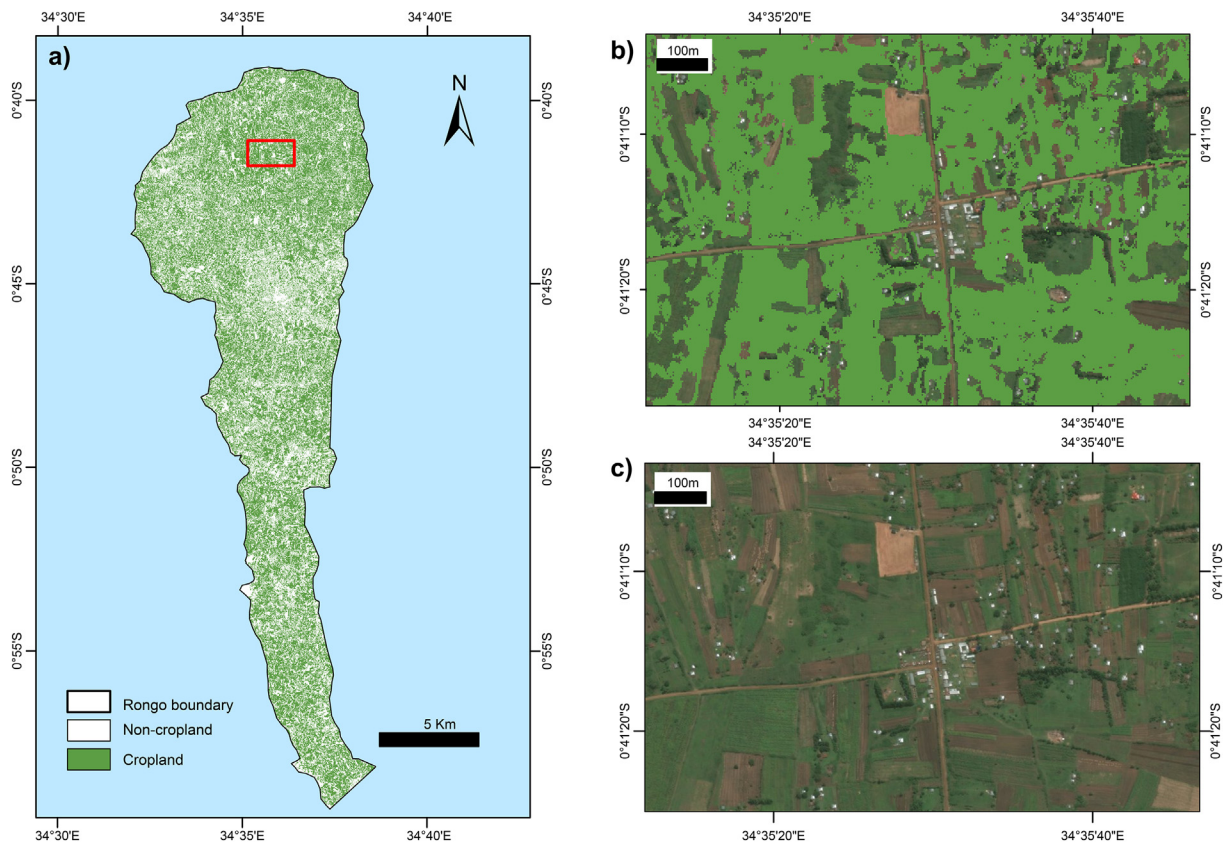 34°30'E 34°35'E 34°40'E
a)
N
0°40'S
0°45'S
0°50'S
0°55'S
Rongo boundary
Non-cropland
Cropland
5 Km
34°30'E 34°35'E 34°40'E
34°35'20"E 34°35'40"E
b)
100m
0°41'10"S
0°41'20"S
0°40'S
0°41'10"S
0°45'S
0°41'20"S
34°35'20"E 34°35'40"E
34°35'20"E 34°35'40"E
c)
100m
0°50'S
0°41'10"S
0°41'10"S
0°55'S
0°41'20"S
0°41'20"S
34°35'20"E 34°35'40"E